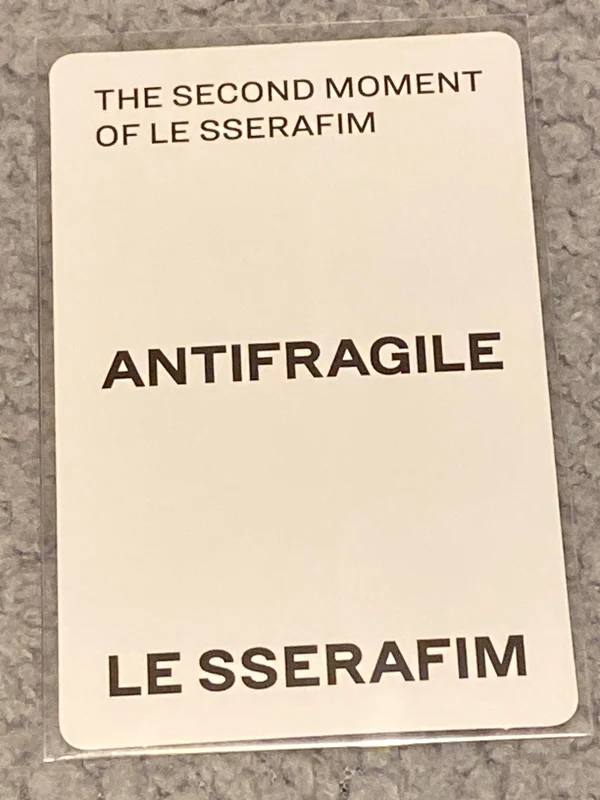 THE SECOND MOMENT
OF LE SSERAFIM
ANTIFRAGILE
LE SSERAFIM